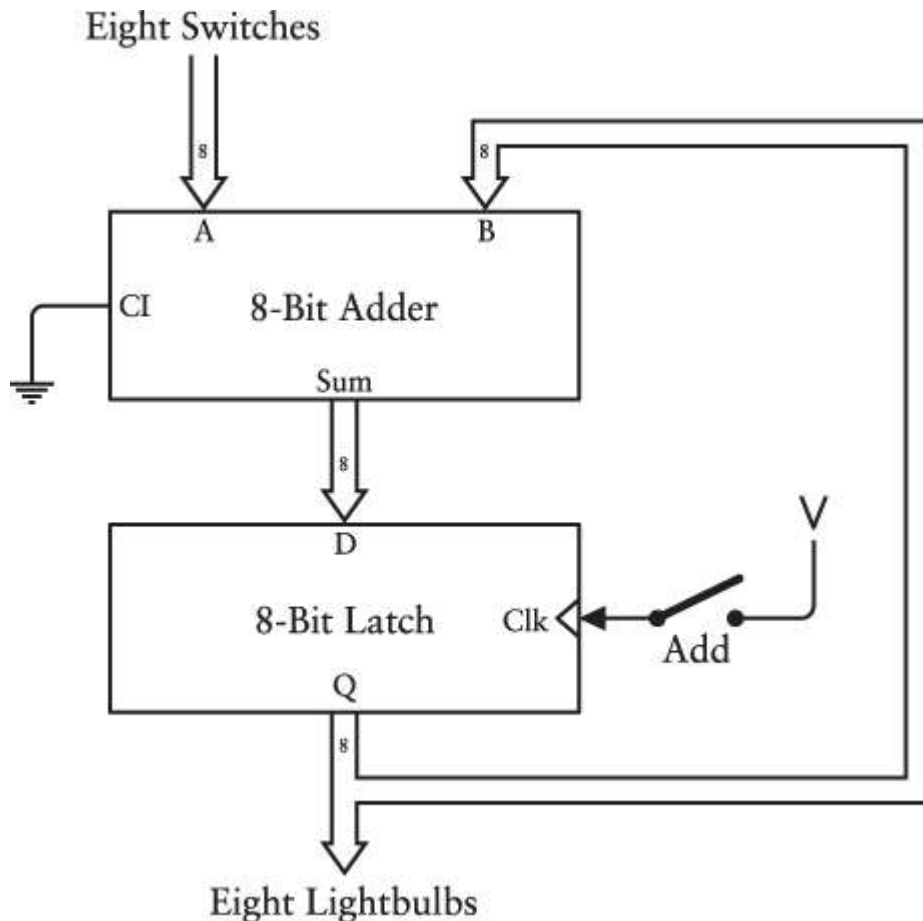 Eight Switches
8
8
A
B
CI
8-Bit Adder
Sum
8
D
V
8-Bit Latch
Clk
Add
Q
8
Eight Lightbulbs